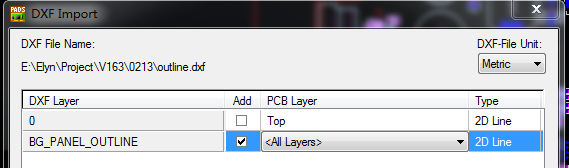 PADS DXF Import
DXF File Name: DXF-File Unit:
E:\Elyn\Project\V163\0213\outline.dxf Metric
DXF Layer Add PCB Layer Type
0 Top 2D Line
BG_PANEL_OUTLINE <All Layers> 2D Line